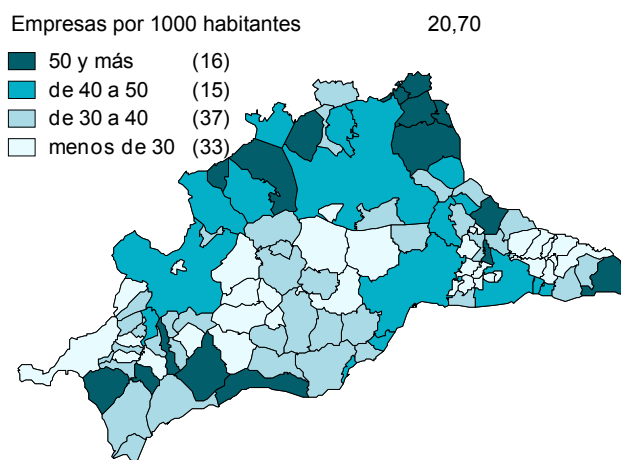 Empresas por 1000 habitantes 20,70
50 y más (16)
de 40 a 50 (15)
de 30 a 40 (37)
menos de 30 (33)